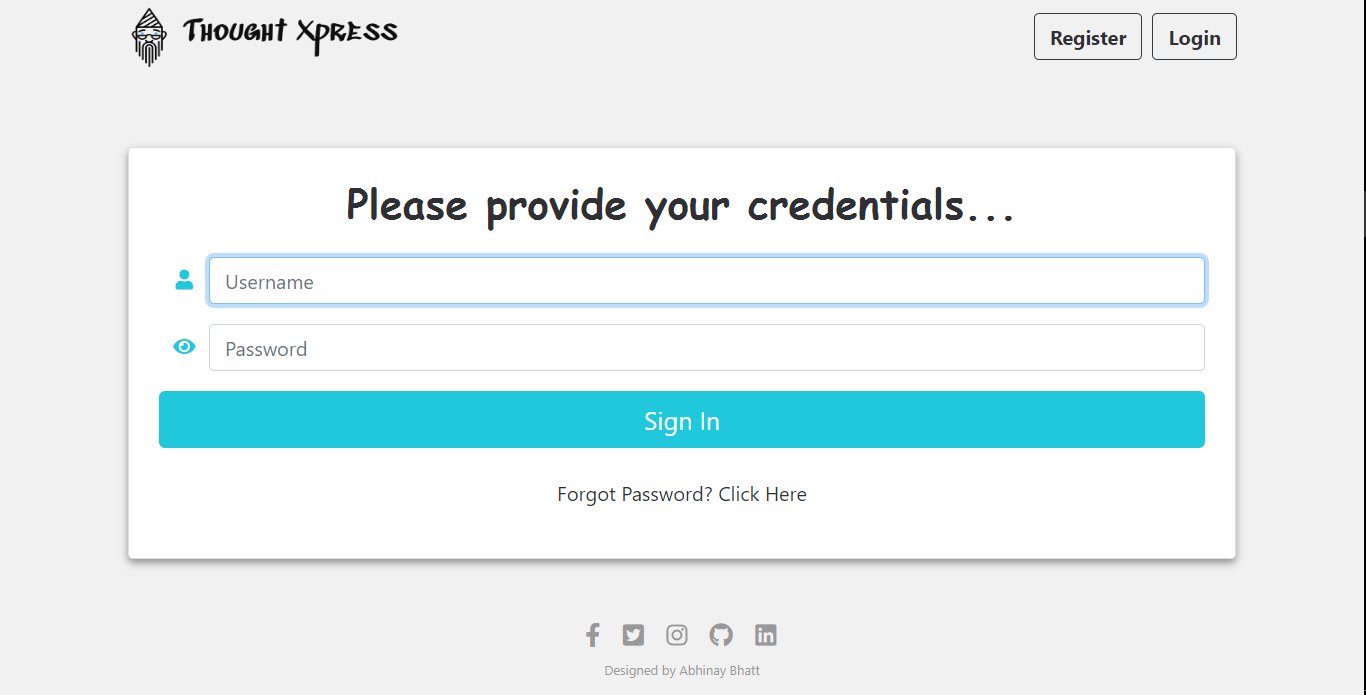 Thought Xpress
Register
Login
Please provide your credentials...
Username
Password
Sign In
Forgot Password? Click Here
Designed by Abhinay Bhatt